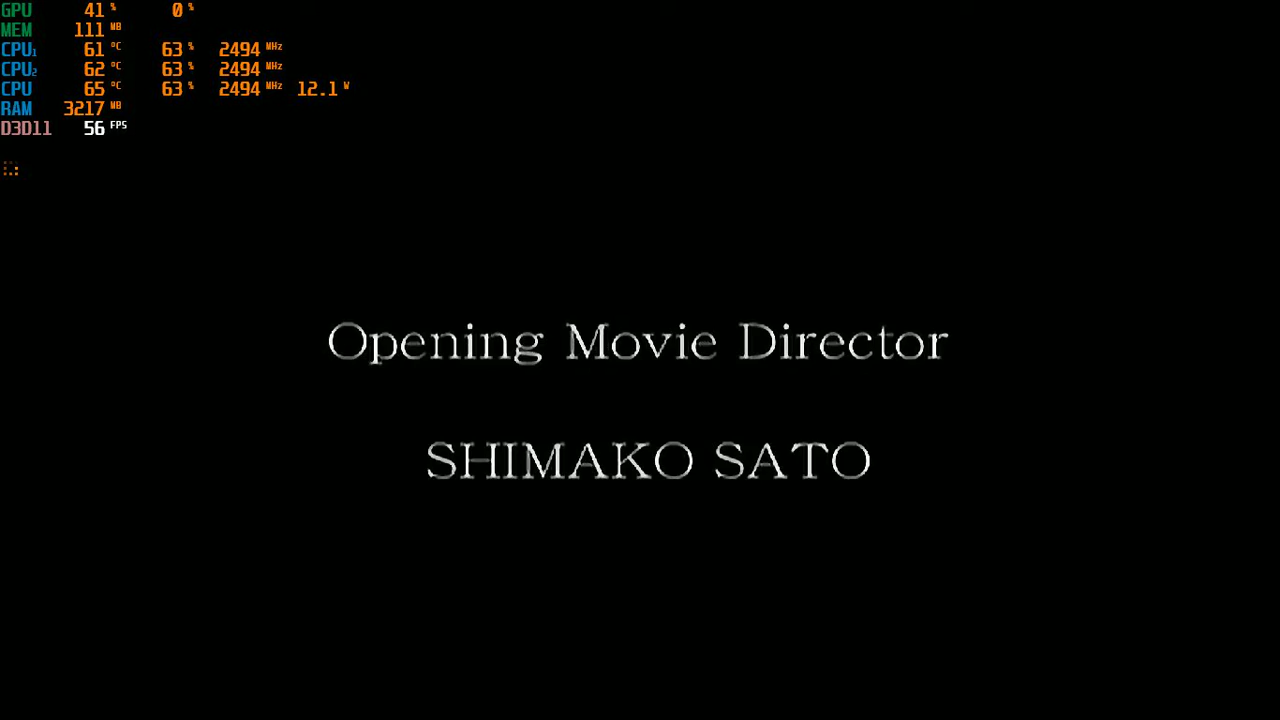 GPU 41 % 0 %
MEM 111 MB
CPU1 61 °C 63 % 2494 MHz
CPU2 62 °C 63 % 2494 MHz
CPU 65 °C 63 % 2494 MHz 12.1 W
RAM 3217 MB
D3D11 56 FPS
Opening Movie Director
SHIMAKO SATO